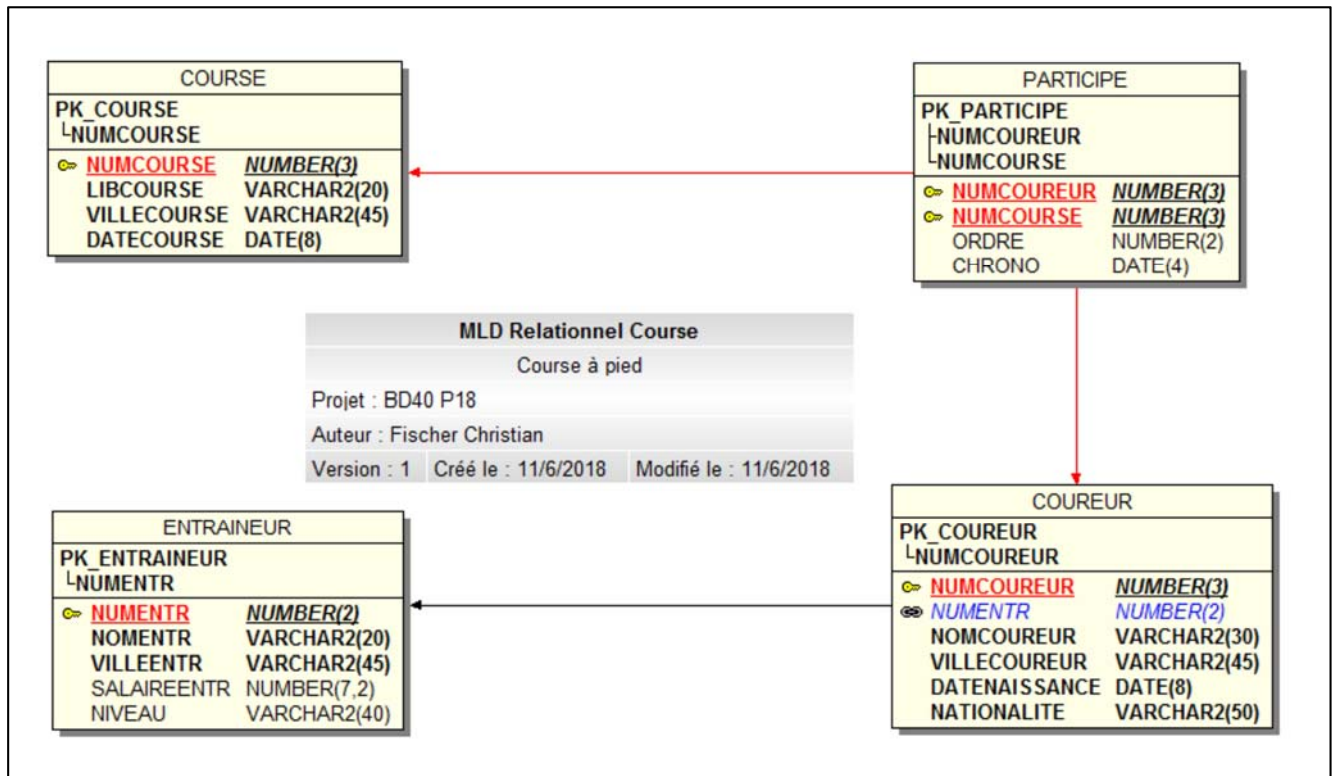 COURSE
PK_COURSE
└NUMCOURSE
NUMCOURSE NUMBER(3)
LIBCOURSE VARCHAR2(20)
VILLECOURSE VARCHAR2(45)
DATECOURSE DATE(8)
PARTICIPE
PK_PARTICIPE
├NUMCOUREUR
└NUMCOURSE
NUMCOUREUR NUMBER(3)
NUMCOURSE NUMBER(3)
ORDRE NUMBER(2)
CHRONO DATE(4)
MLD Relationnel Course
Course à pied
Projet : BD40 P18
Auteur : Fischer Christian
Version : 1 Créé le : 11/6/2018 Modifié le : 11/6/2018
ENTRAINEUR
PK_ENTRAINEUR
└NUMENTR
NUMENTR NUMBER(2)
NOMENTR VARCHAR2(20)
VILLEENTR VARCHAR2(45)
SALAIREENTR NUMBER(7,2)
NIVEAU VARCHAR2(40)
COUREUR
PK_COUREUR
└NUMCOUREUR
NUMCOUREUR NUMBER(3)
NUMENTR NUMBER(2)
NOMCOUREUR VARCHAR2(30)
VILLECOUREUR VARCHAR2(45)
DATENAISSANCE DATE(8)
NATIONALITE VARCHAR2(50)